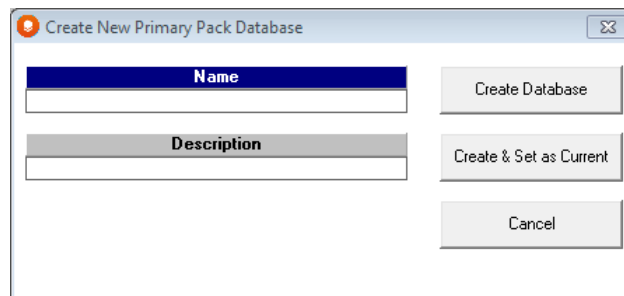 Create New Primary Pack Database
Name
Create Database
Description
Create & Set as Current
Cancel